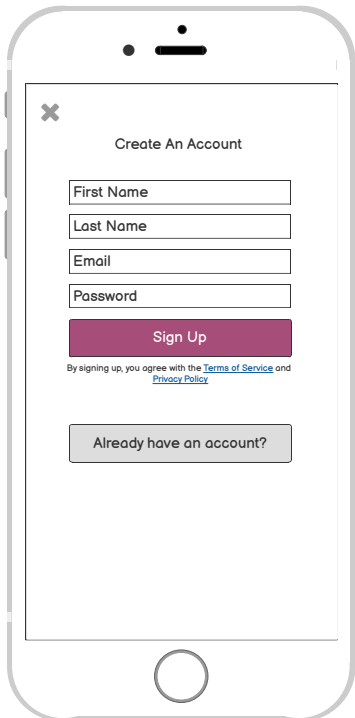 Create An Account
First Name
Last Name
Email
Password
Sign Up
By signing up, you agree with the Terms of Service and
Privacy Policy
Already have an account?